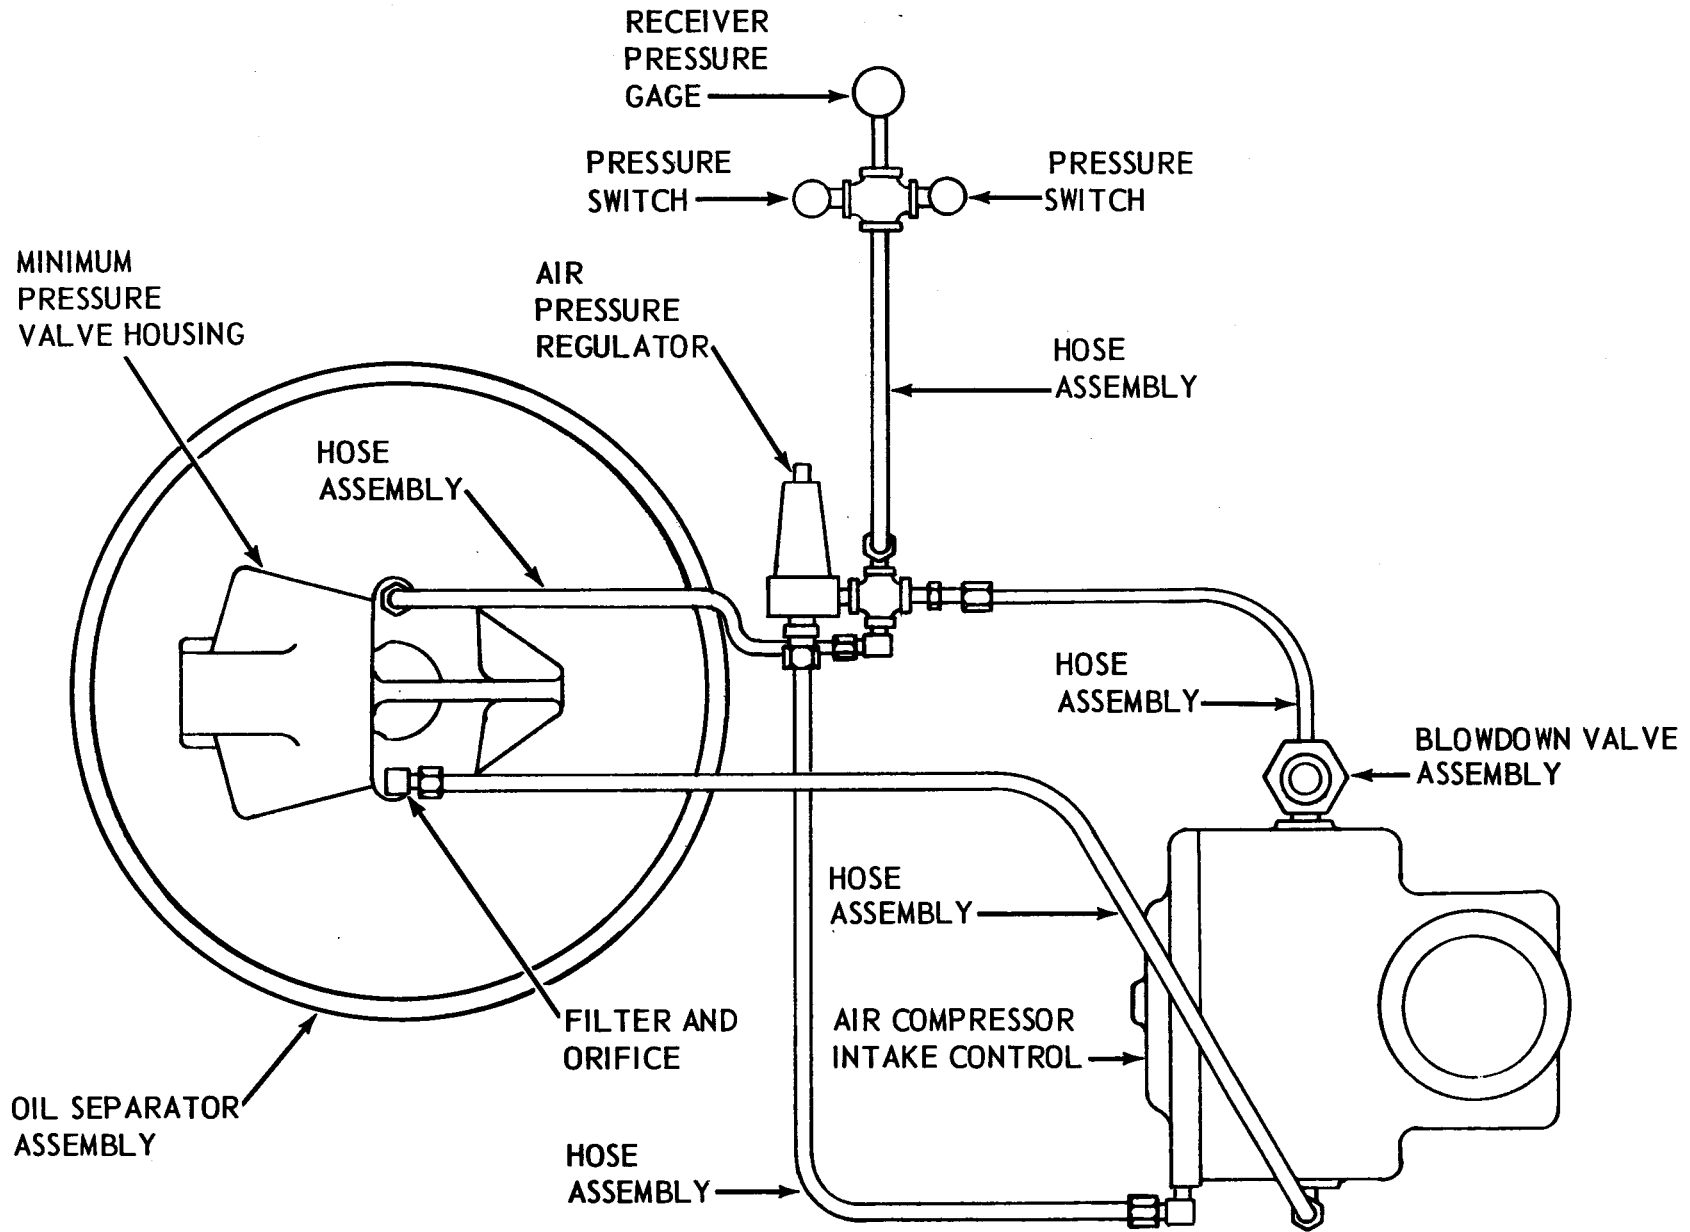 RECEIVER
PRESSURE
GAGE
PRESSURE
SWITCH
PRESSURE
SWITCH
MINIMUM
PRESSURE
VALVE HOUSING
AIR
PRESSURE
REGULATOR
HOSE
ASSEMBLY
HOSE
ASSEMBLY
HOSE
ASSEMBLY
BLOWDOWN VALVE
ASSEMBLY
HOSE
ASSEMBLY
FILTER AND
ORIFICE
AIR COMPRESSOR
INTAKE CONTROL
OIL SEPARATOR
ASSEMBLY
HOSE
ASSEMBLY